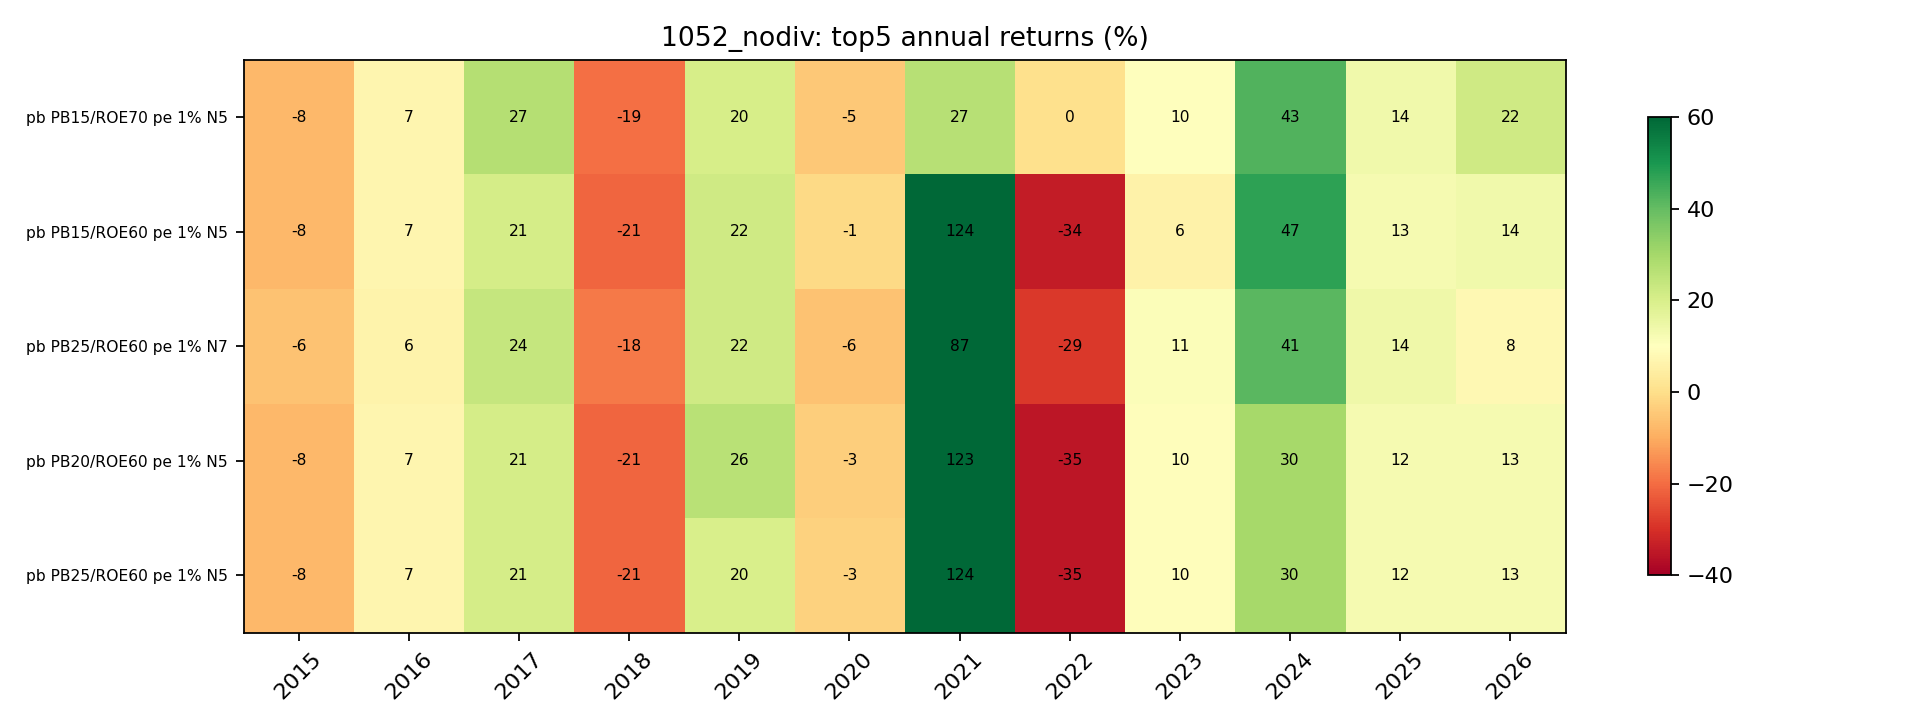 1052_nodiv: top5 annual returns (%)
pb PB15/ROE70 pe 1% N5 -8 7 27 -19 20 -5 27 0 10 43 14 22
pb PB15/ROE60 pe 1% N5 -8 7 21 -21 22 -1 124 -34 6 47 13 14
pb PB25/ROE60 pe 1% N7 -6 6 24 -18 22 -6 87 -29 11 41 14 8
pb PB20/ROE60 pe 1% N5 -8 7 21 -21 26 -3 123 -35 10 30 12 13
pb PB25/ROE60 pe 1% N5 -8 7 21 -21 20 -3 124 -35 10 30 12 13
2015 2016 2017 2018 2019 2020 2021 2022 2023 2024 2025 2026
60
40
20
0
−20
−40